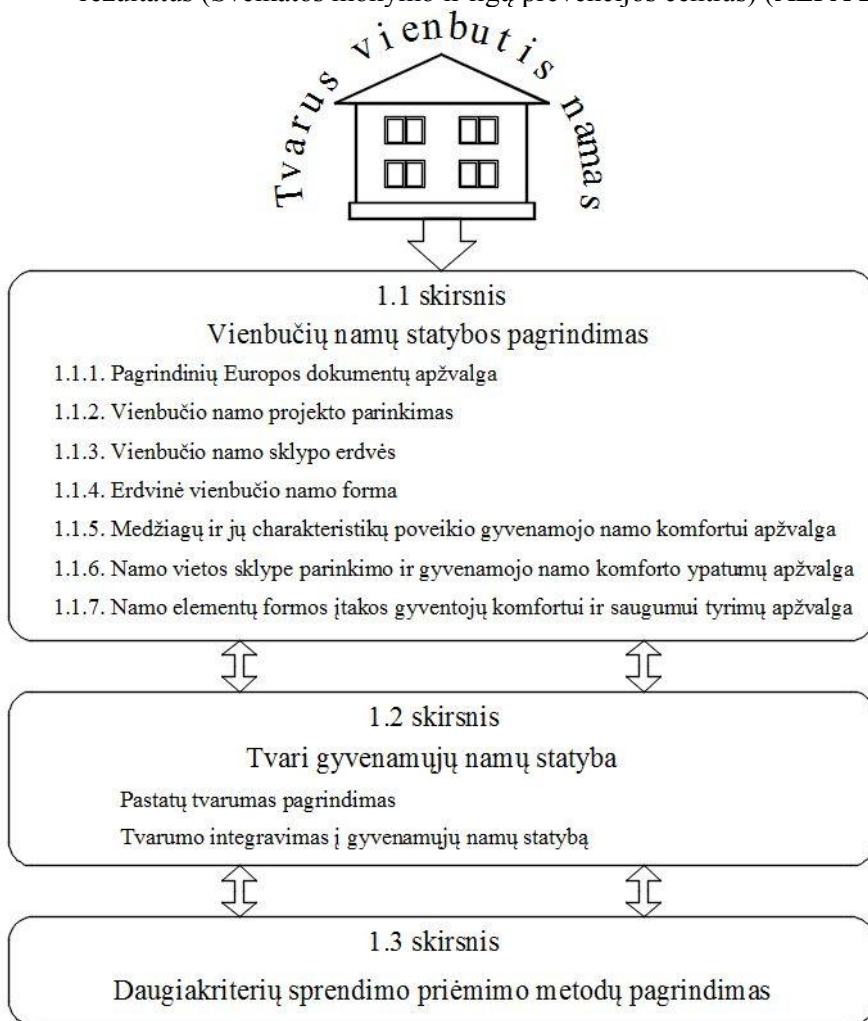 Tvarus vienbutis namas
1.1 skirsnis
Vienbučių namų statybos pagrindimas
1.1.1. Pagrindinių Europos dokumentų apžvalga
1.1.2. Vienbučio namo projekto parinkimas
1.1.3. Vienbučio namo sklypo erdvės
1.1.4. Erdvinė vienbučio namo forma
1.1.5. Medžiagų ir jų charakteristikų poveikio gyvenamojo namo komfortui apžvalga
1.1.6. Namo vietos sklype parinkimo ir gyvenamojo namo komforto ypatumų apžvalga
1.1.7. Namo elementų formos įtakos gyventojų komfortui ir saugumui tyrimų apžvalga
1.2 skirsnis
Tvari gyvenamųjų namų statyba
Pastatų tvarumas pagrindimas
Tvarumo integravimas į gyvenamųjų namų statybą
1.3 skirsnis
Daugiakriterių sprendimo priėmimo metodų pagrindimas